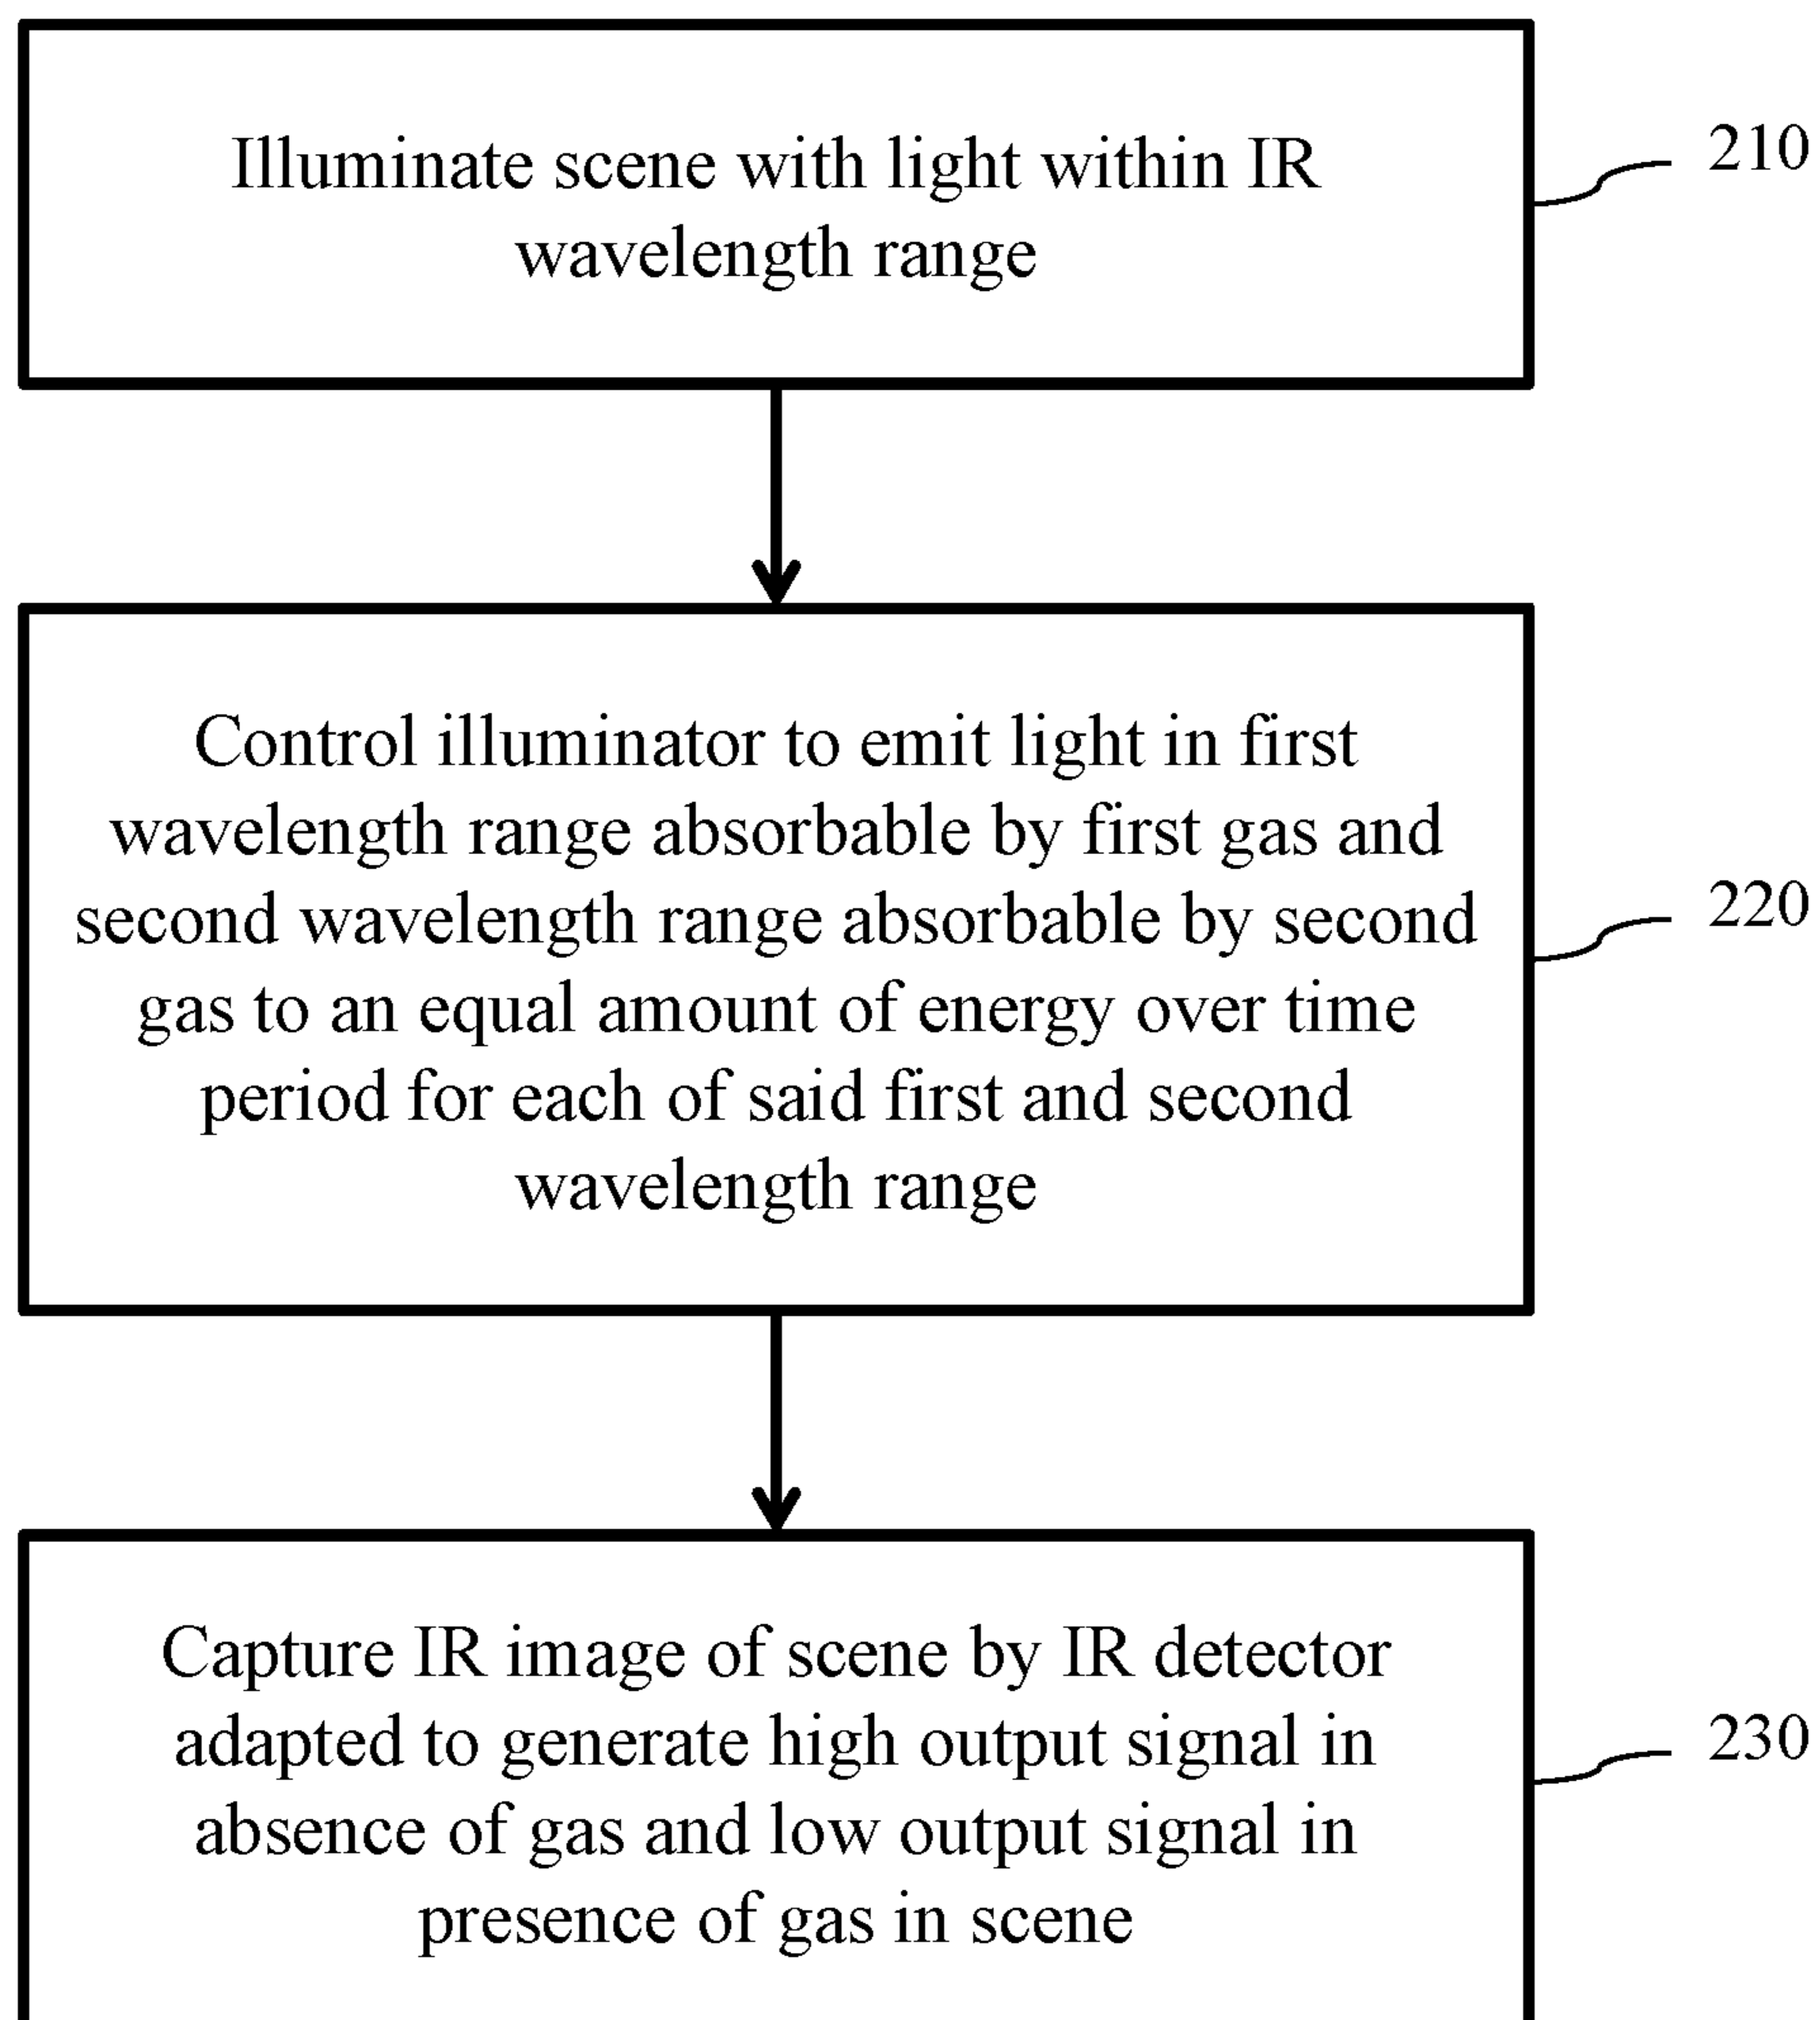 Illuminate scene with light within IR
wavelength range
210
Control illuminator to emit light in first
wavelength range absorbable by first gas and
second wavelength range absorbable by second
gas to an equal amount of energy over time
period for each of said first and second
wavelength range
220
Capture IR image of scene by IR detector
adapted to generate high output signal in
absence of gas and low output signal in
presence of gas in scene
230